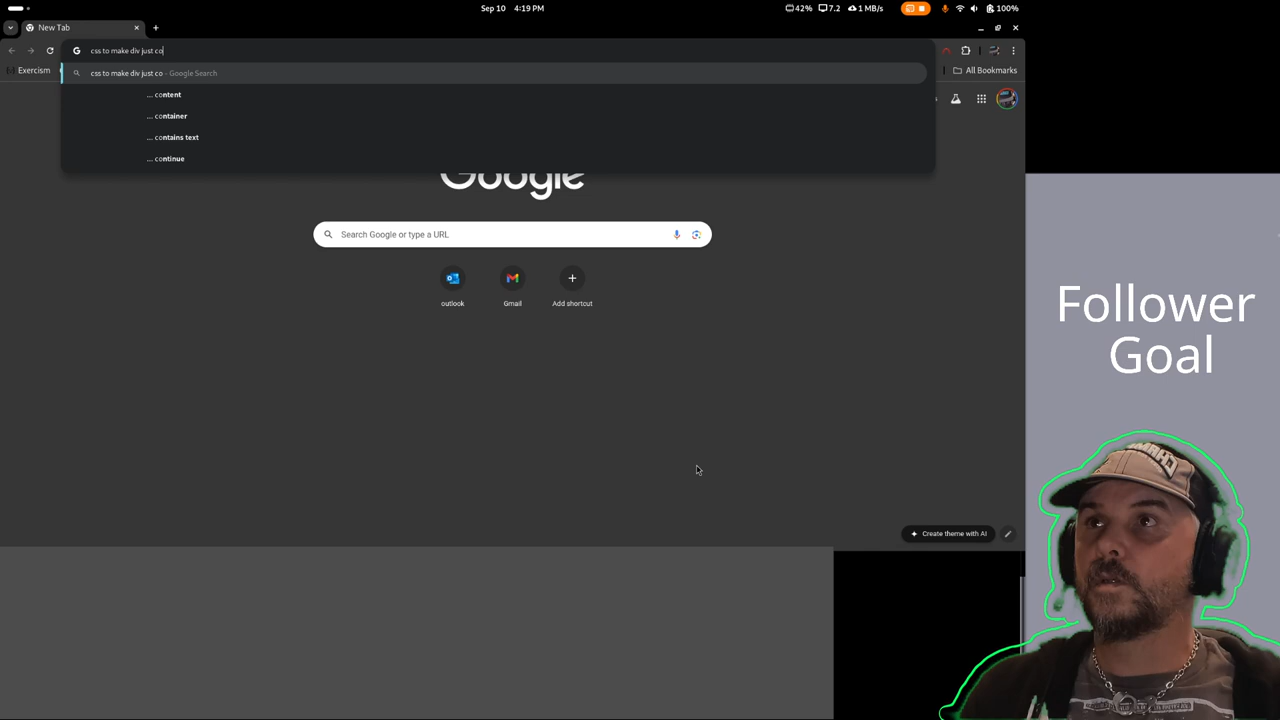 Sep 10 4:19 PM
42% 7.2 1 MB/s 100%
New Tab
css to make div just co
css to make div just co - Google Search
... content
... container
... contains text
... continue
Exercism
All Bookmarks
Google
Search Google or type a URL
outlook
Gmail
Add shortcut
Create theme with AI
Follower
Goal